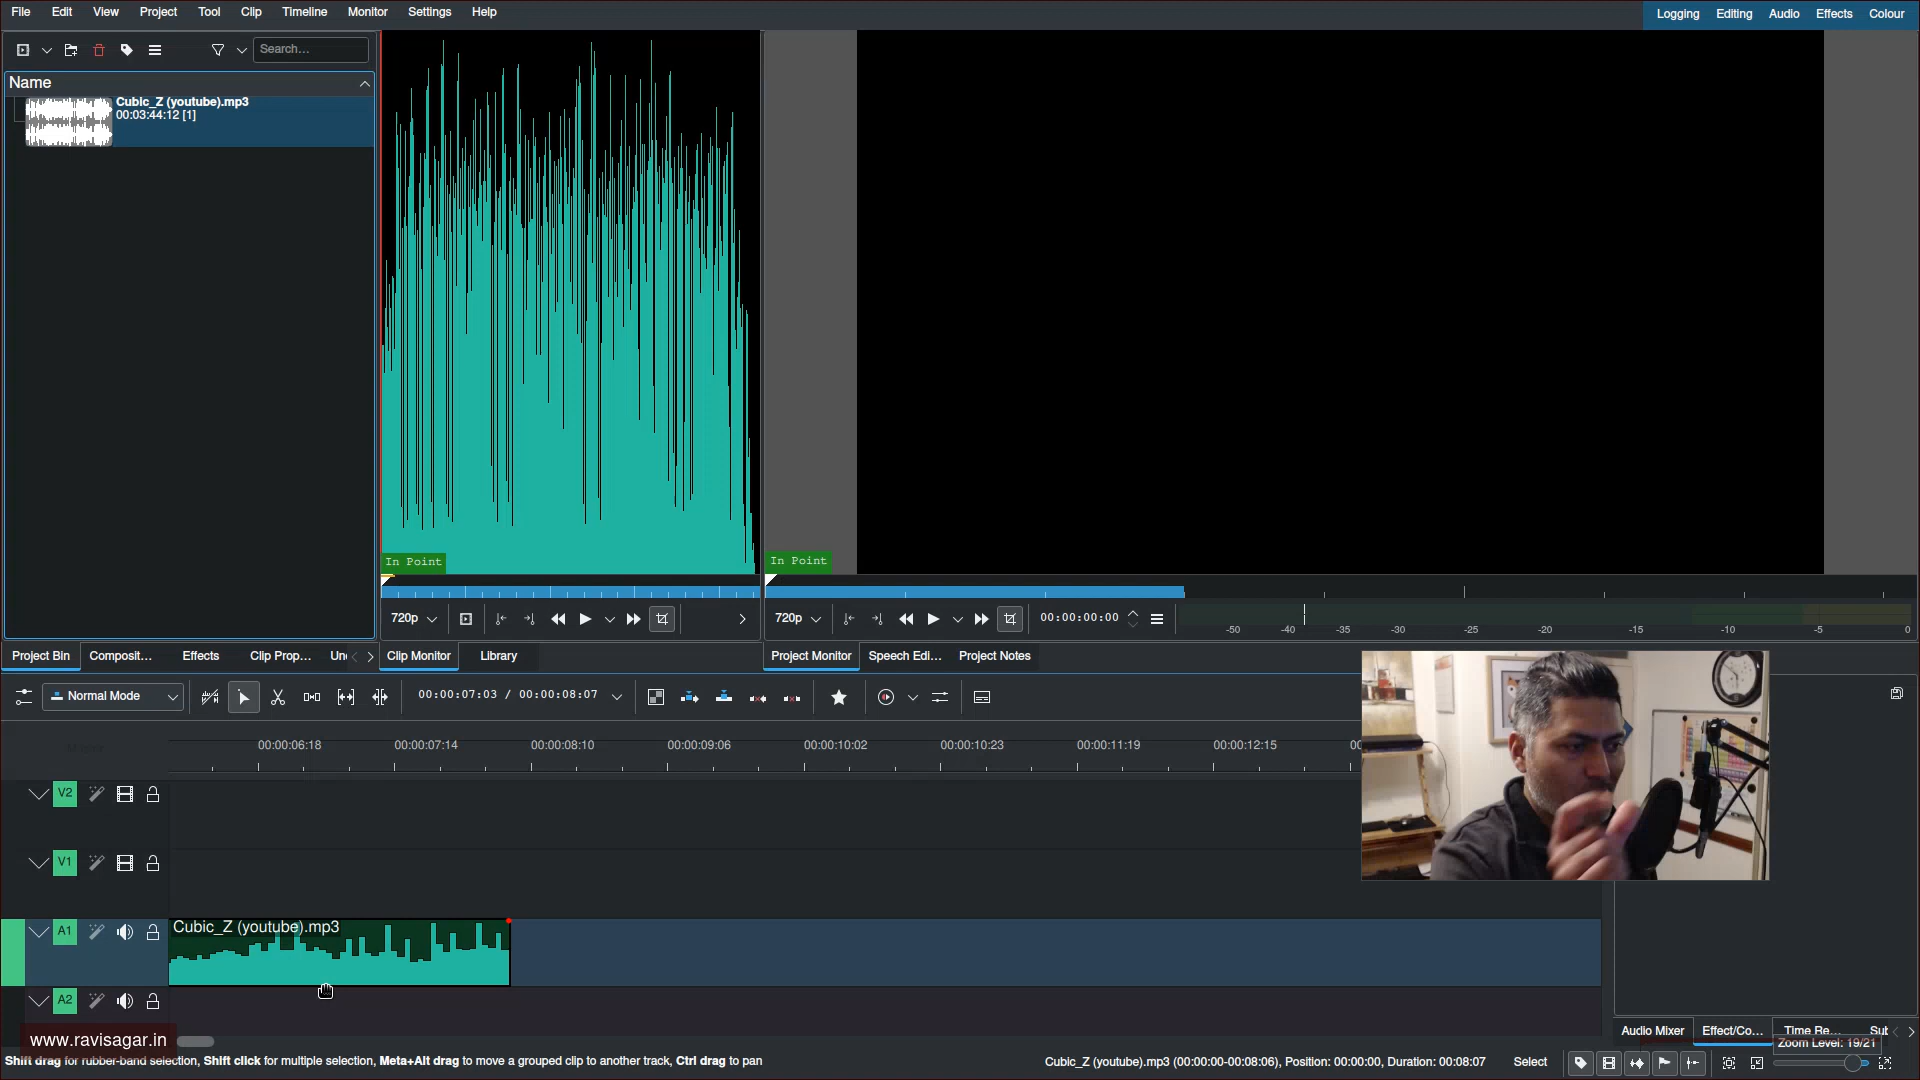 File Edit View Project Tool Clip Timeline Monitor Settings Help
Logging Editing Audio Effects Colour
Search...
Name
Cubic_Z (youtube).mp3
00:03:44:12 [1]
In Point
In Point
720p
720p
00:00:00:00
-50 -40 -35 -30 -25 -20 -15 -10 -5 0
Project Bin Composit... Effects Clip Prop... Un
Clip Monitor Library
Project Monitor Speech Edi... Project Notes
Normal Mode
00:00:07:03 / 00:00:08:07
00:00:06:18 00:00:07:14 00:00:08:10 00:00:09:06 00:00:10:02 00:00:10:23 00:00:11:19 00:00:12:15 00
V2
V1
A1
Cubic_Z (youtube).mp3
A2
Audio Mixer Effect/Co... Time Re... Sut
www.ravisagar.in
Zoom Level: 19/21
Shift drag for rubber-band selection, Shift click for multiple selection, Meta+Alt drag to move a grouped clip to another track, Ctrl drag to pan
Cubic_Z (youtube).mp3 (00:00:00-00:08:06), Position: 00:00:00, Duration: 00:08:07
Select